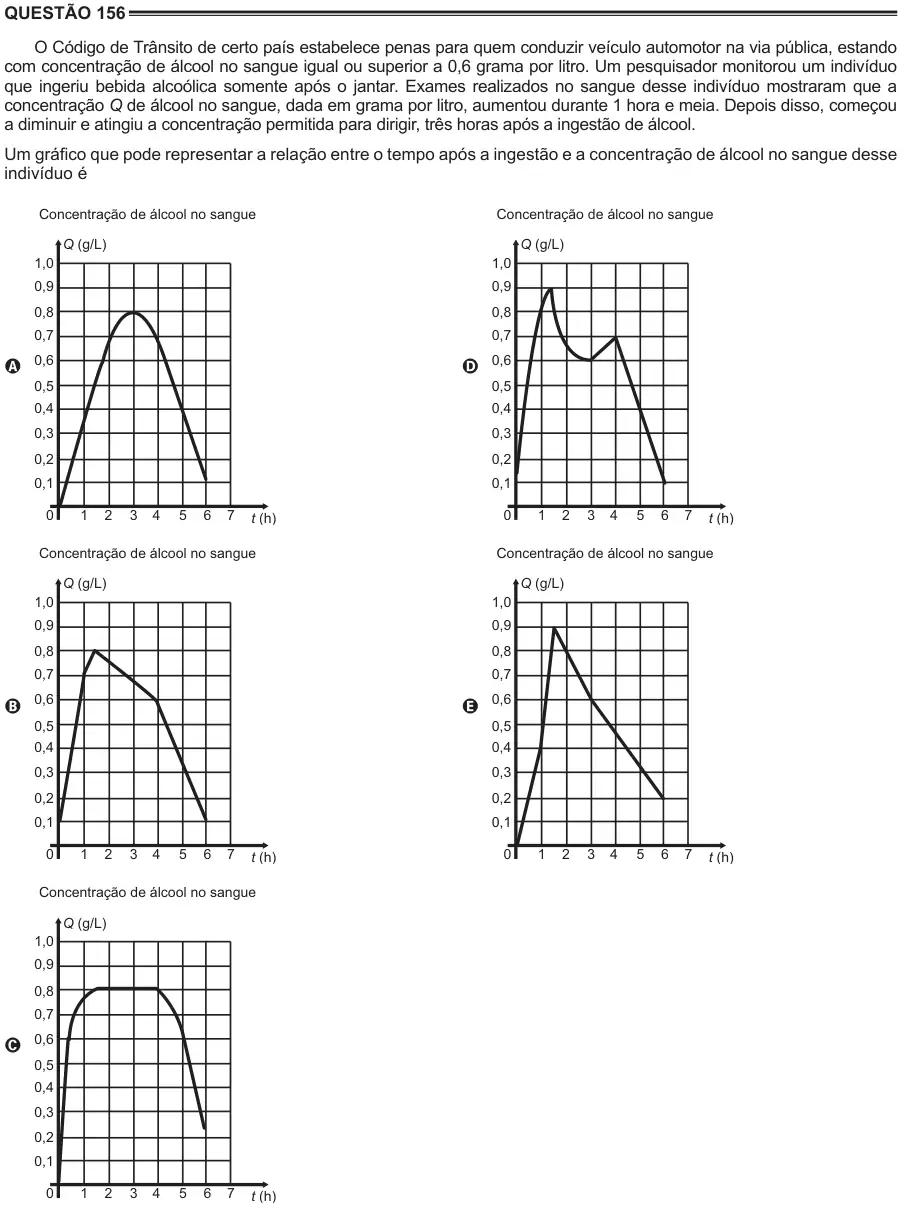 QUESTÃO 156
O Código de Trânsito de certo país estabelece penas para quem conduzir veículo automotor na via pública, estando
com concentração de álcool no sangue igual ou superior a 0,6 grama por litro. Um pesquisador monitorou um indivíduo
que ingeriu bebida alcoólica somente após o jantar. Exames realizados no sangue desse indivíduo mostraram que a
concentração Q de álcool no sangue, dada em grama por litro, aumentou durante 1 hora e meia. Depois disso, começou
a diminuir e atingiu a concentração permitida para dirigir, três horas após a ingestão de álcool.
Um gráfico que pode representar a relação entre o tempo após a ingestão e a concentração de álcool no sangue desse
indivíduo é
Concentração de álcool no sangue
Q (g/L)
1,0
0,9
0,8
0,7
A
0,6
0,5
0,4
0,3
0,2
0,1
0 1 2 3 4 5 6 7 t (h)
Concentração de álcool no sangue
Q (g/L)
1,0
0,9
0,8
0,7
B
0,6
0,5
0,4
0,3
0,2
0,1
0 1 2 3 4 5 6 7 t (h)
Concentração de álcool no sangue
Q (g/L)
1,0
0,9
0,8
0,7
C
0,6
0,5
0,4
0,3
0,2
0,1
0 1 2 3 4 5 6 7 t (h)
Concentração de álcool no sangue
Q (g/L)
1,0
0,9
0,8
0,7
D
0,6
0,5
0,4
0,3
0,2
0,1
0 1 2 3 4 5 6 7 t (h)
Concentração de álcool no sangue
Q (g/L)
1,0
0,9
0,8
0,7
E
0,6
0,5
0,4
0,3
0,2
0,1
0 1 2 3 4 5 6 7 t (h)